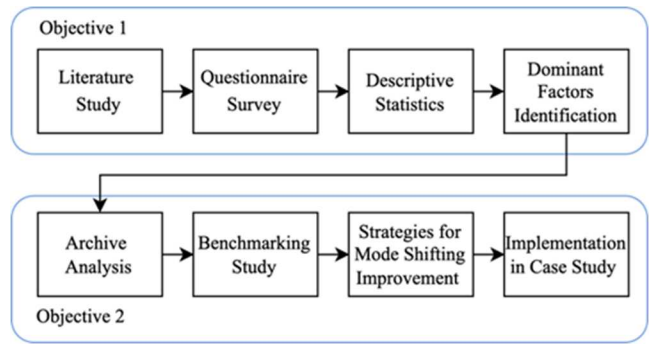 Objective 1
Literature
Study
Questionnaire
Survey
Descriptive
Statistics
Dominant
Factors
Identification
Archive
Analysis
Benchmarking
Study
Strategies for
Mode Shifting
Improvement
Implementation
in Case Study
Objective 2